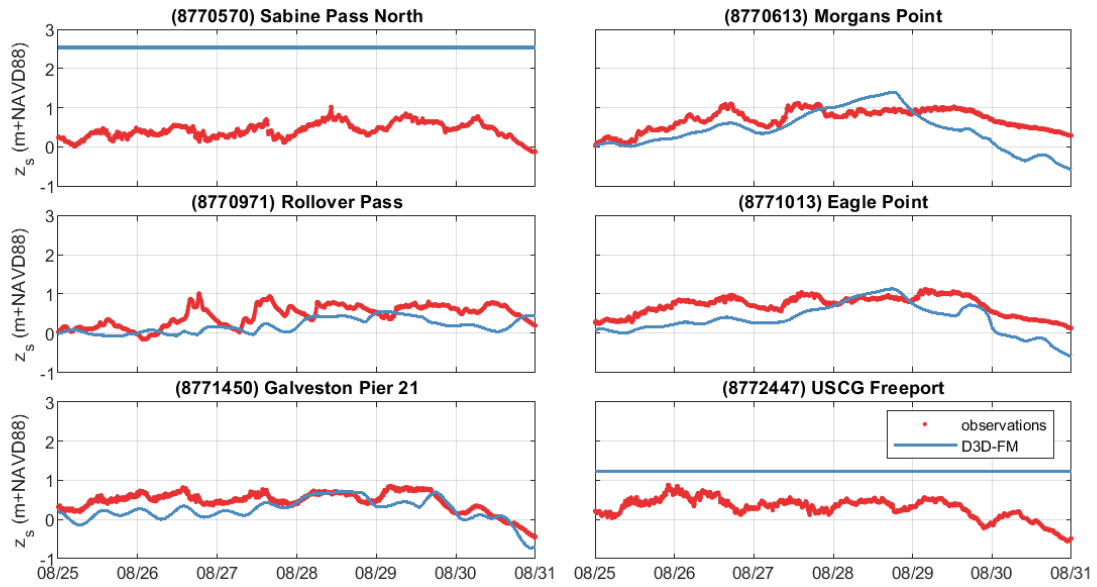 (8770570) Sabine Pass North
(8770613) Morgans Point
3
2
1
0
-1
z_s (m+NAVD88)
(8770971) Rollover Pass
(8771013) Eagle Point
3
2
1
0
-1
z_s (m+NAVD88)
(8771450) Galveston Pier 21
(8772447) USCG Freeport
3
2
1
0
-1
z_s (m+NAVD88)
observations
D3D-FM
08/25 08/26 08/27 08/28 08/29 08/30 08/31
08/25 08/26 08/27 08/28 08/29 08/30 08/31